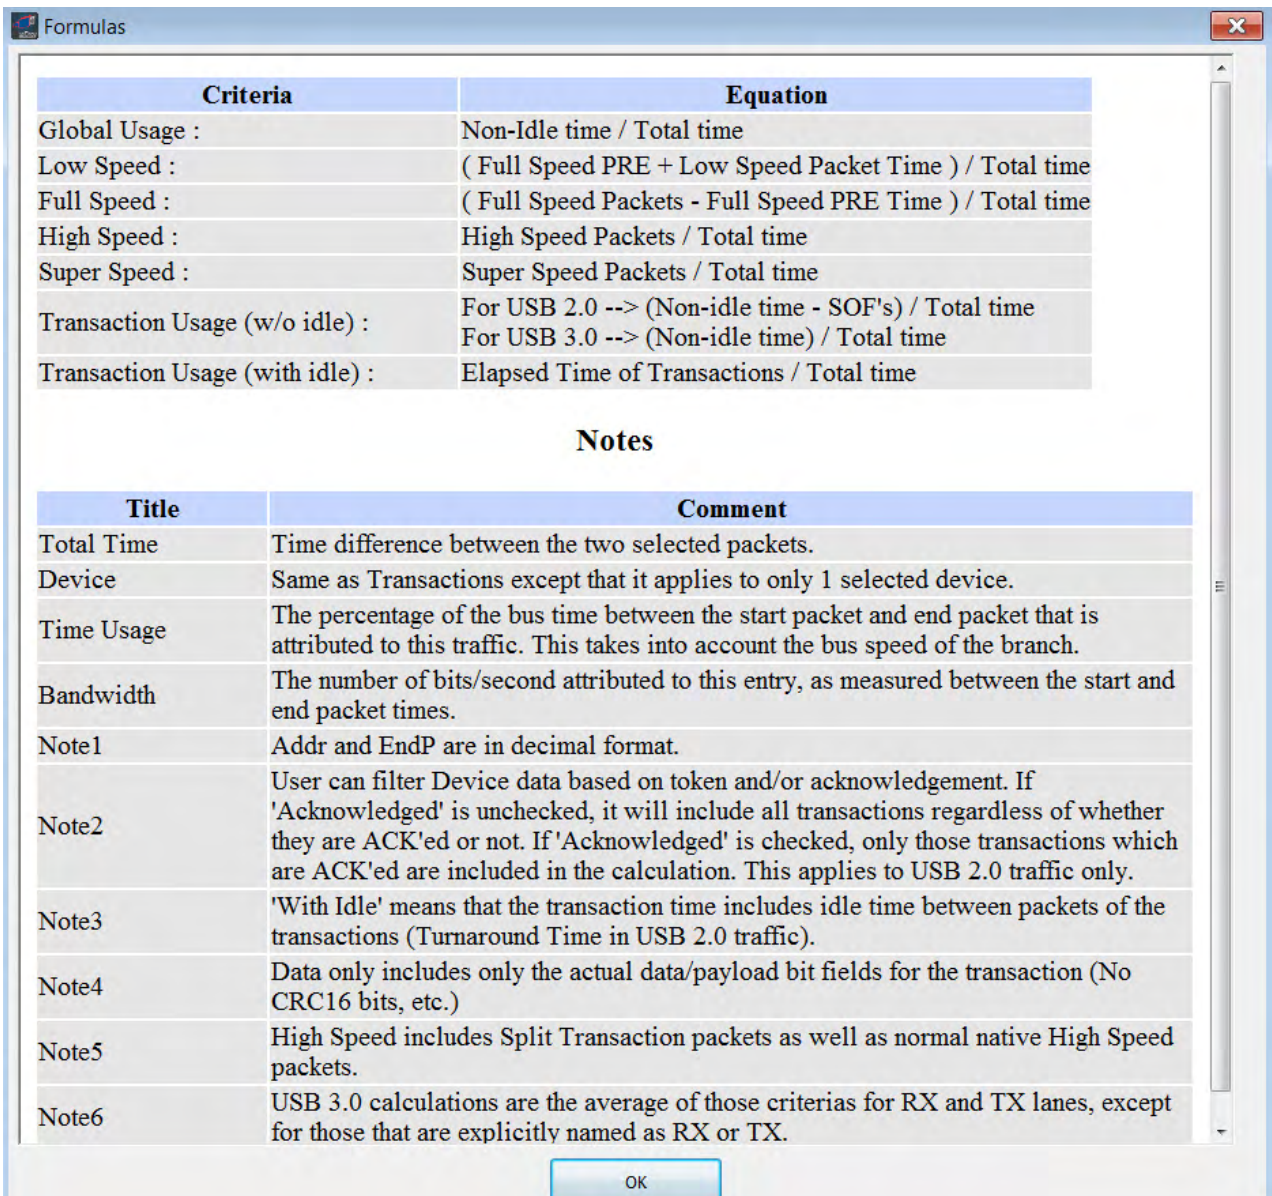 Formulas
Criteria Equation
Global Usage : Non-Idle time / Total time
Low Speed : ( Full Speed PRE + Low Speed Packet Time ) / Total time
Full Speed : ( Full Speed Packets - Full Speed PRE Time ) / Total time
High Speed : High Speed Packets / Total time
Super Speed : Super Speed Packets / Total time
Transaction Usage (w/o idle) : For USB 2.0 --> (Non-idle time - SOF's) / Total time
For USB 3.0 --> (Non-idle time) / Total time
Transaction Usage (with idle) : Elapsed Time of Transactions / Total time
Notes
Title Comment
Total Time Time difference between the two selected packets.
Device Same as Transactions except that it applies to only 1 selected device.
Time Usage The percentage of the bus time between the start packet and end packet that is
attributed to this traffic. This takes into account the bus speed of the branch.
Bandwidth The number of bits/second attributed to this entry, as measured between the start and
end packet times.
Note1 Addr and EndP are in decimal format.
Note2 User can filter Device data based on token and/or acknowledgement. If
'Acknowledged' is unchecked, it will include all transactions regardless of whether
they are ACK'ed or not. If 'Acknowledged' is checked, only those transactions which
are ACK'ed are included in the calculation. This applies to USB 2.0 traffic only.
Note3 'With Idle' means that the transaction time includes idle time between packets of the
transactions (Turnaround Time in USB 2.0 traffic).
Note4 Data only includes only the actual data/payload bit fields for the transaction (No
CRC16 bits, etc.)
Note5 High Speed includes Split Transaction packets as well as normal native High Speed
packets.
Note6 USB 3.0 calculations are the average of those criterias for RX and TX lanes, except
for those that are explicitly named as RX or TX.
OK